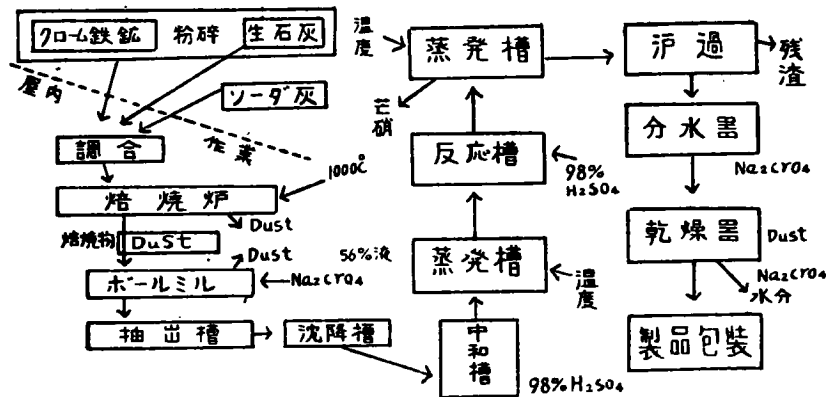 クローム鉄鉱
粉砕
生石灰
屋内
作業
ソーダ灰
調合
1000℃
焙焼炉
Dust
焙焼物
Dust
Dust
ボールミル
Na₂CrO₄
56%液
抽出槽
沈降槽
中和槽
98%H₂SO₄
蒸発槽
温度
反応槽
98%
H₂SO₄
蒸発槽
温度
芒硝
沪過
残渣
分水器
Na₂CrO₄
乾燥器
Dust
Na₂CrO₄
水分
製品包装